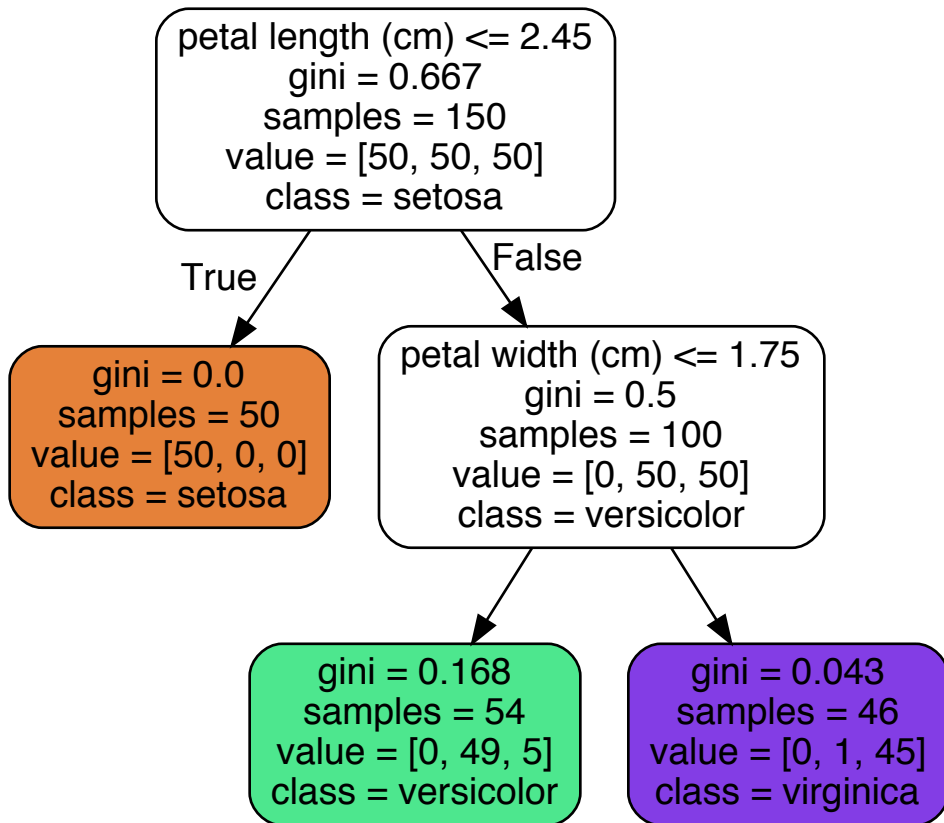 petal length (cm) <= 2.45
gini = 0.667
samples = 150
value = [50, 50, 50]
class = setosa
True
False
gini = 0.0
samples = 50
value = [50, 0, 0]
class = setosa
petal width (cm) <= 1.75
gini = 0.5
samples = 100
value = [0, 50, 50]
class = versicolor
gini = 0.168
samples = 54
value = [0, 49, 5]
class = versicolor
gini = 0.043
samples = 46
value = [0, 1, 45]
class = virginica